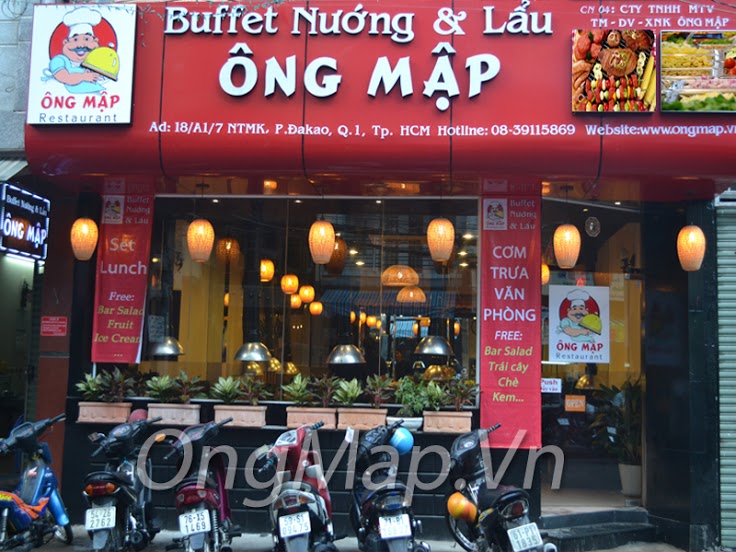 Buffet Nướng & Lẩu
CN 04: CTY TNHH MTV
TM - DV - XNK ÔNG MẬP
ÔNG MẬP
ÔNG MẬP
Restaurant
Ad: 18/A1/7 NTMK, P.Đakao, Q.1, Tp. HCM Hotline: 08-39115869 Website:www.ongmap.vn
Buffet Nướng & Lẩu
ÔNG MẬP
Set
Lunch
Free:
Bar Salad
Fruit
Ice Cream
...
Buffet
Nướng
& Lẩu
CƠM
TRƯA
VĂN
PHÒNG
FREE:
Bar Salad
Trái cây
Chè
Kem...
ÔNG MẬP
Restaurant
Push
OngMap.Vn